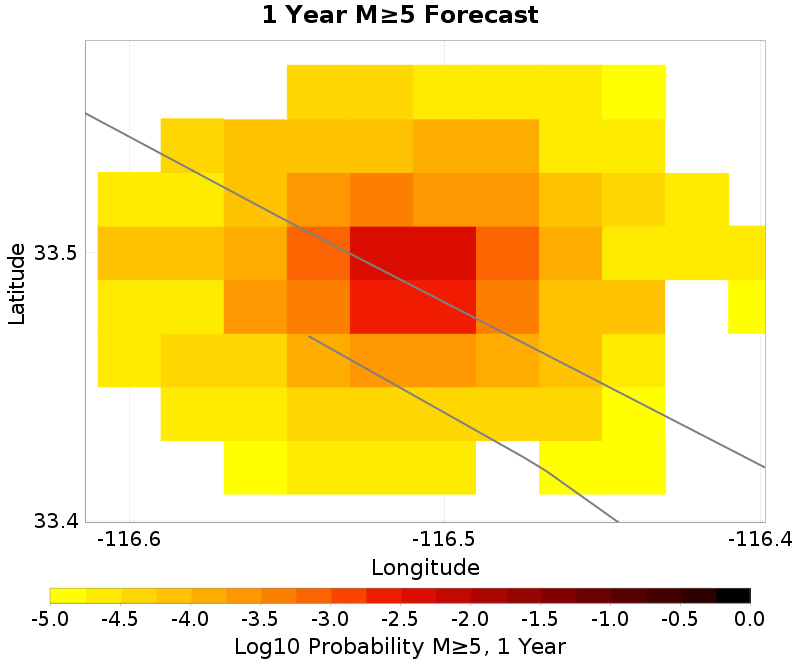 1 Year M≥5 Forecast
Latitude
33.5
33.4
-116.6 -116.5 -116.4
Longitude
-5.0 -4.5 -4.0 -3.5 -3.0 -2.5 -2.0 -1.5 -1.0 -0.5 0.0
Log10 Probability M≥5, 1 Year